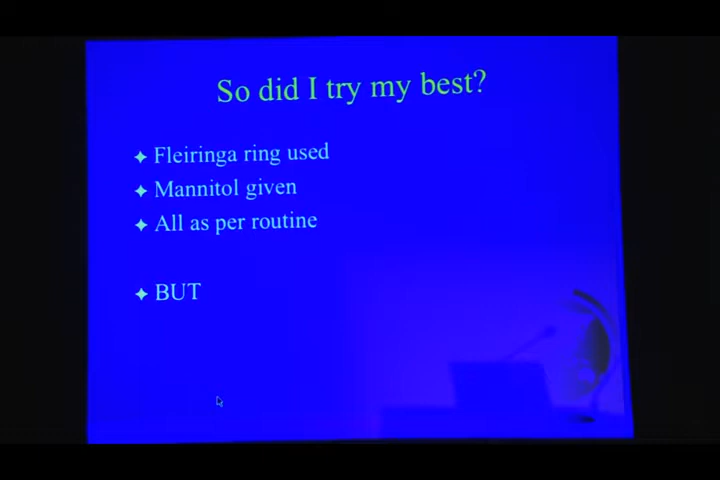 So did I try my best?
Fleiringa ring used
Mannitol given
All as per routine
BUT